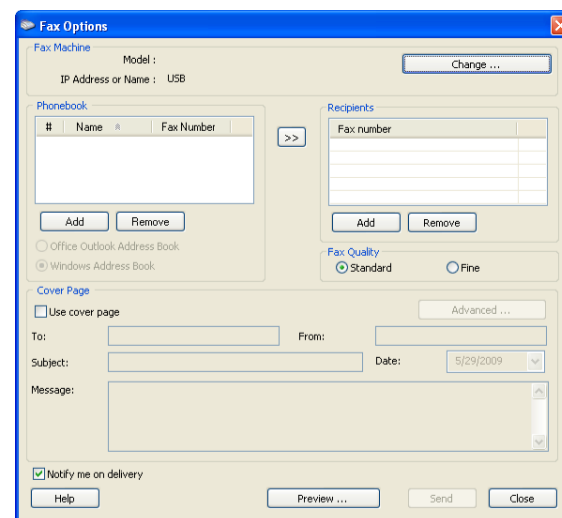 Fax Options
Fax Machine
Model :
Change ...
IP Address or Name : USB
Phonebook
Recipients
# Name Fax Number
>>
Fax number
Add Remove
Add Remove
Office Outlook Address Book
Windows Address Book
Fax Quality
Standard Fine
Cover Page
Use cover page
Advanced ...
To:
From:
Subject:
Date: 5/29/2009
Message:
Notify me on delivery
Help Preview ... Send Close